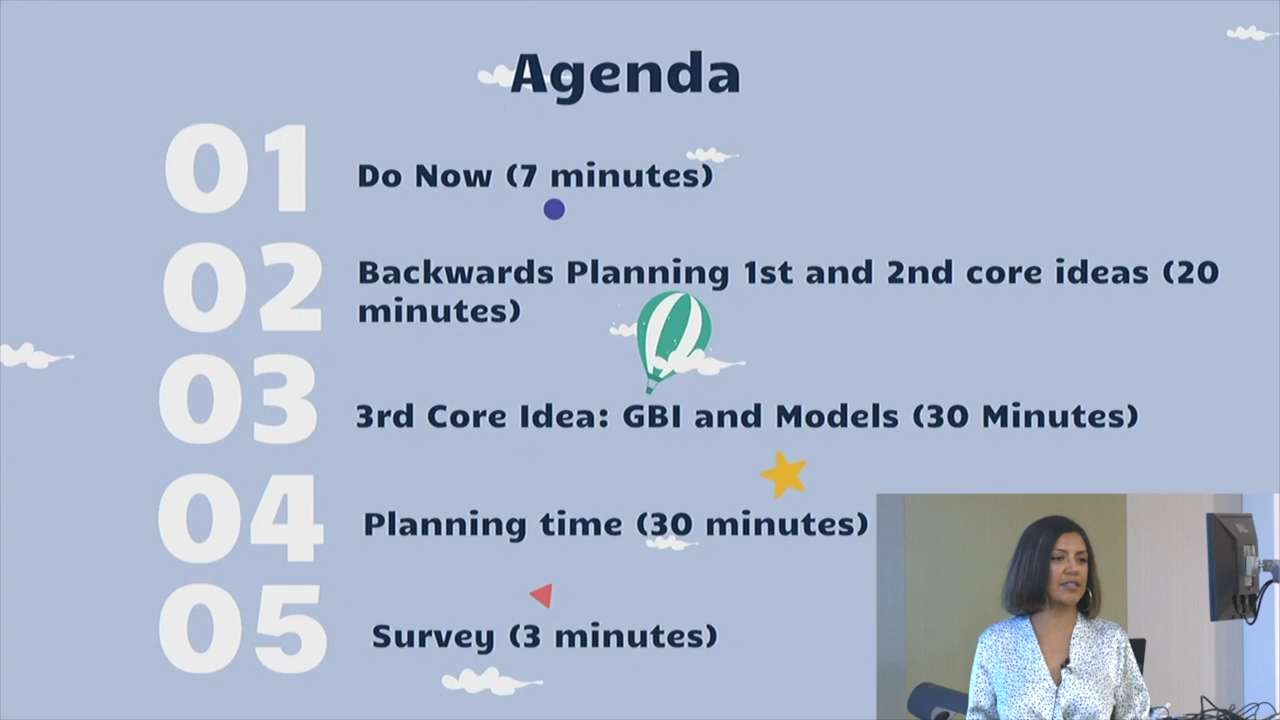 Agenda
01
Do Now (7 minutes)
02
Backwards Planning 1st and 2nd core ideas (20
minutes)
03
3rd Core Idea: GBI and Models (30 Minutes)
04
Planning time (30 minutes)
05
Survey (3 minutes)